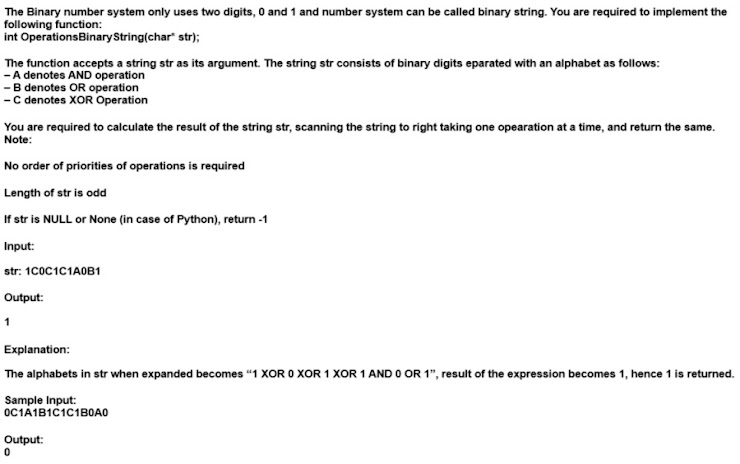 The Binary number system only uses two digits, 0 and 1 and number system can be called binary string. You are required to implement the
following function:
int OperationsBinaryString(char* str);
The function accepts a string str as its argument. The string str consists of binary digits eparated with an alphabet as follows:
– A denotes AND operation
– B denotes OR operation
– C denotes XOR Operation
You are required to calculate the result of the string str, scanning the string to right taking one opearation at a time, and return the same.
Note:
No order of priorities of operations is required
Length of str is odd
If str is NULL or None (in case of Python), return -1
Input:
str: 1C0C1C1A0B1
Output:
1
Explanation:
The alphabets in str when expanded becomes “1 XOR 0 XOR 1 XOR 1 AND 0 OR 1”, result of the expression becomes 1, hence 1 is returned.
Sample Input:
0C1A1B1C1C1B0A0
Output:
0